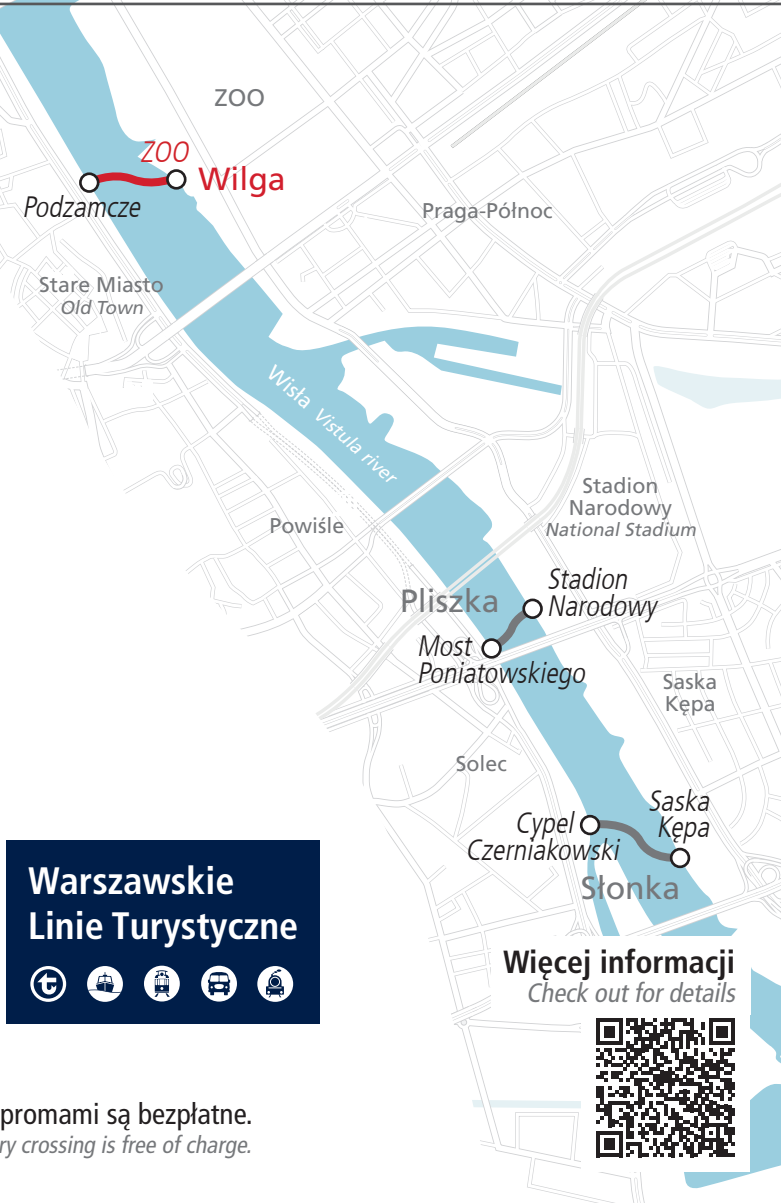 ZOO
ZOO
Wilga
Podzamcze
Praga-Północ
Stare Miasto
Old Town
Wisła Vistula river
Stadion
Narodowy
National Stadium
Powiśle
Stadion
Narodowy
Pliszka
Most
Poniatowskiego
Saska
Kępa
Solec
Saska
Kępa
Cypel
Czerniakowski
Słonka
Warszawskie
Linie Turystyczne
Więcej informacji
Check out for details
promami są bezpłatne.
ry crossing is free of charge.